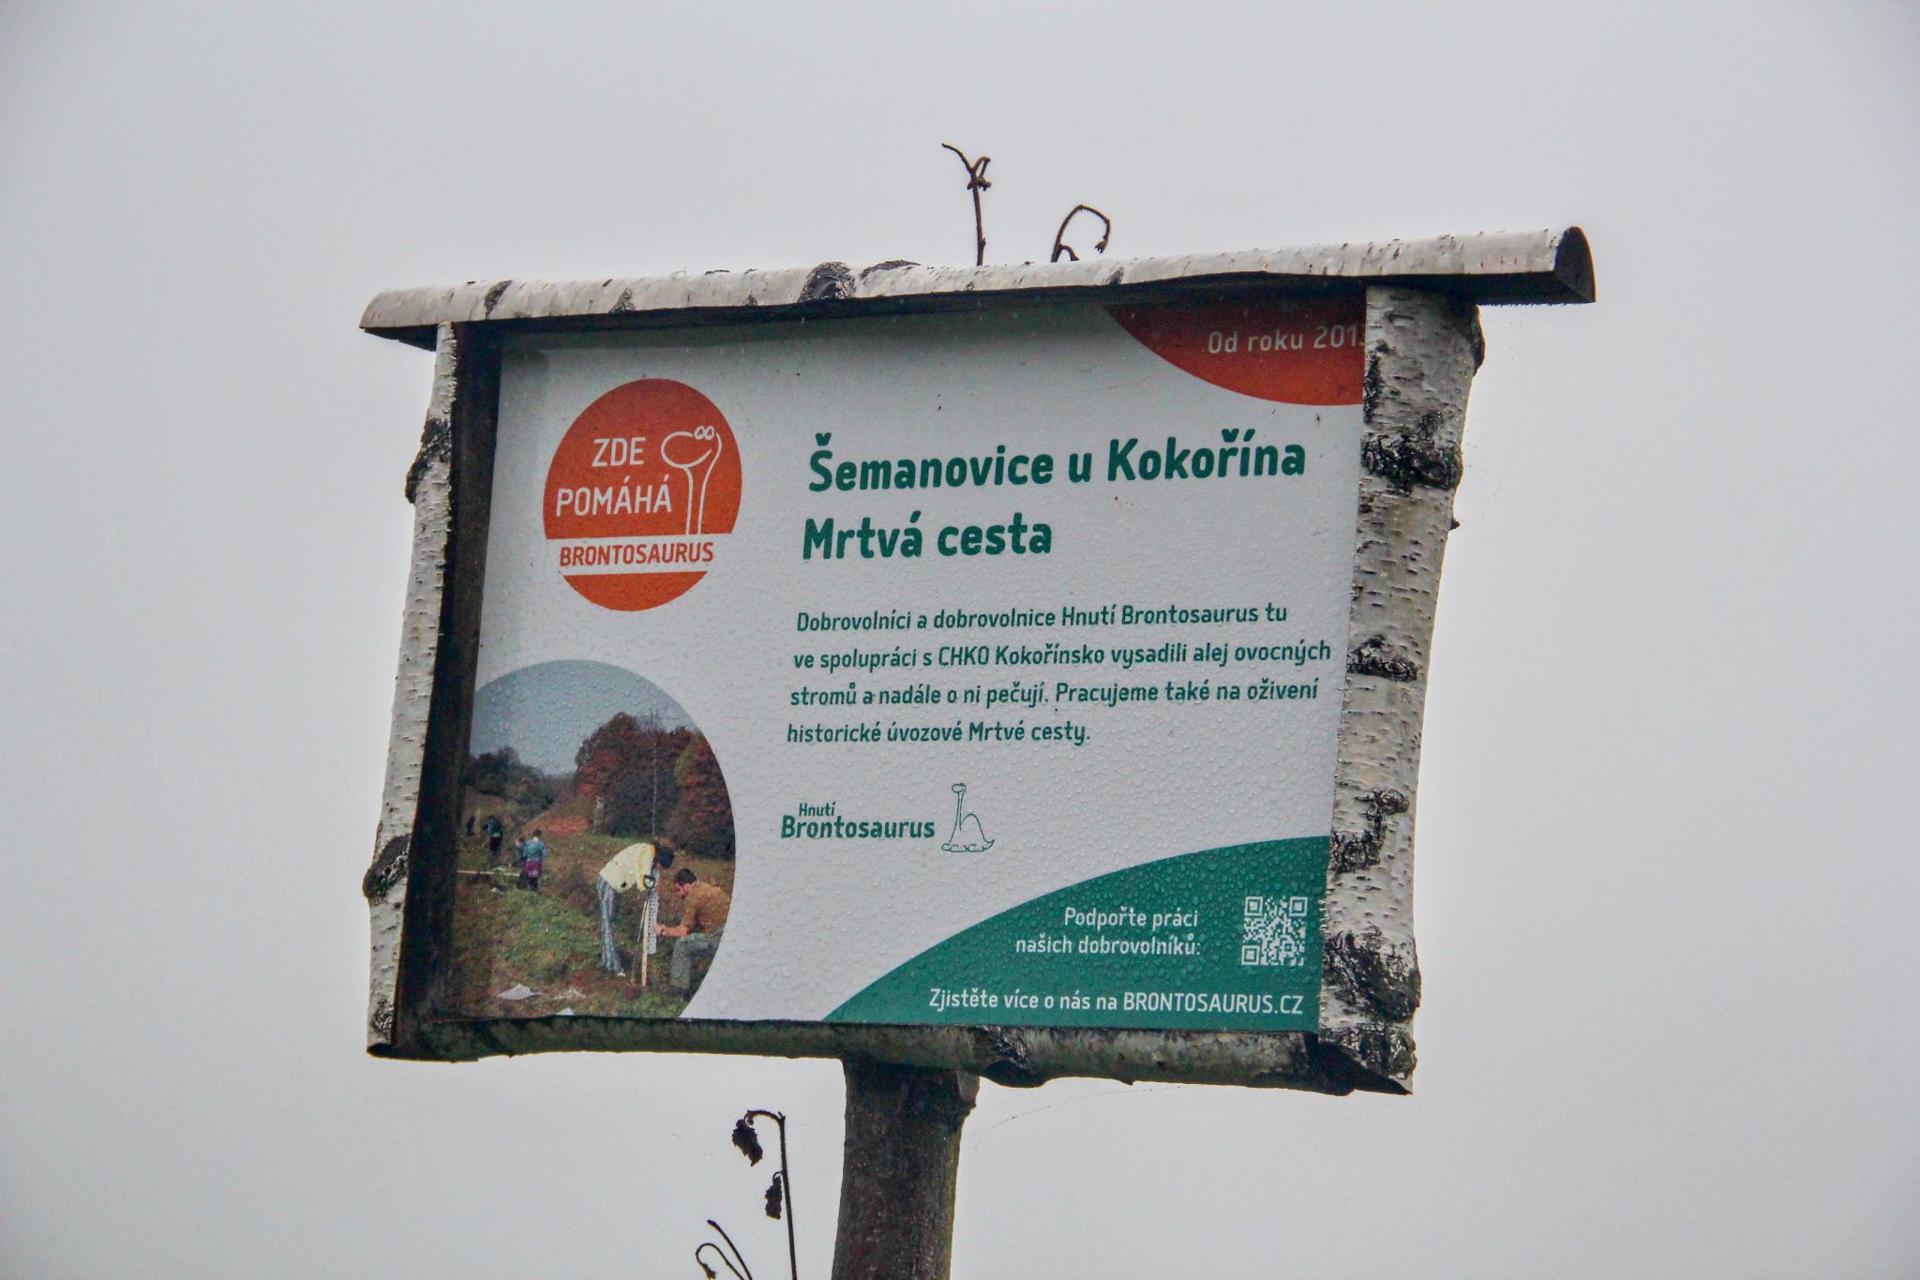 Od roku 201
ZDE
POMÁHÁ
BRONTOSAURUS
Šemanovice u Kokořína
Mrtvá cesta
Dobrovolníci a dobrovolnice Hnutí Brontosaurus tu
ve spolupráci s CHKO Kokořínsko vysadili alej ovocných
stromů a nadále o ni pečují. Pracujeme také na oživení
historické úvozové Mrtvé cesty.
Hnutí
Brontosaurus
Podpořte práci
našich dobrovolníků:
Zjistěte více o nás na BRONTOSAURUS.CZ